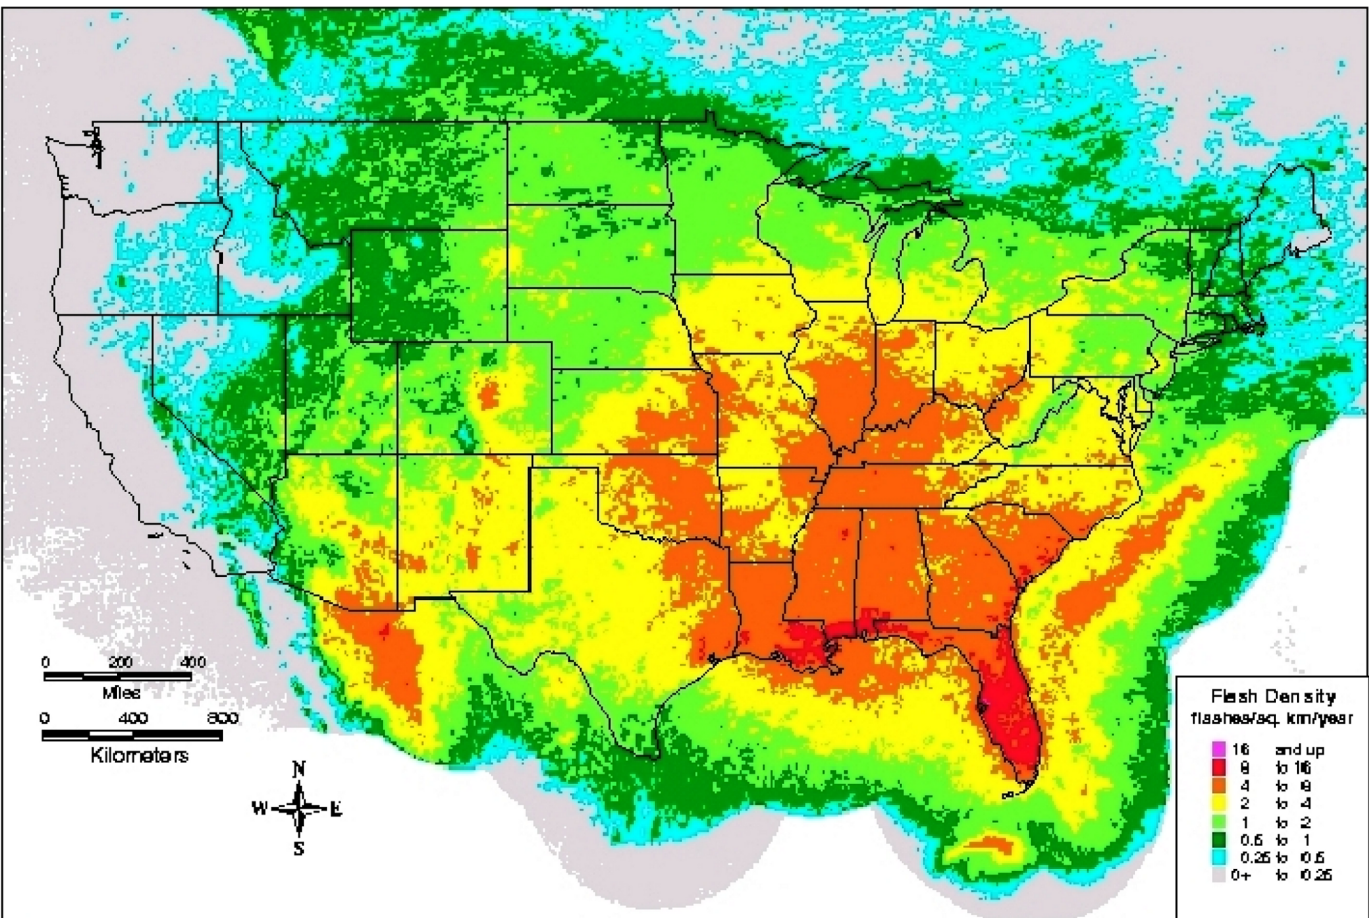 0 200 400
Miles
0 400 800
Kilometers
N
W E
S
Flash Density
flashes/sq. km/year
16 and up
8 to 16
4 to 8
2 to 4
1 to 2
0.5 to 1
0.25 to 0.5
0+ to 0.25